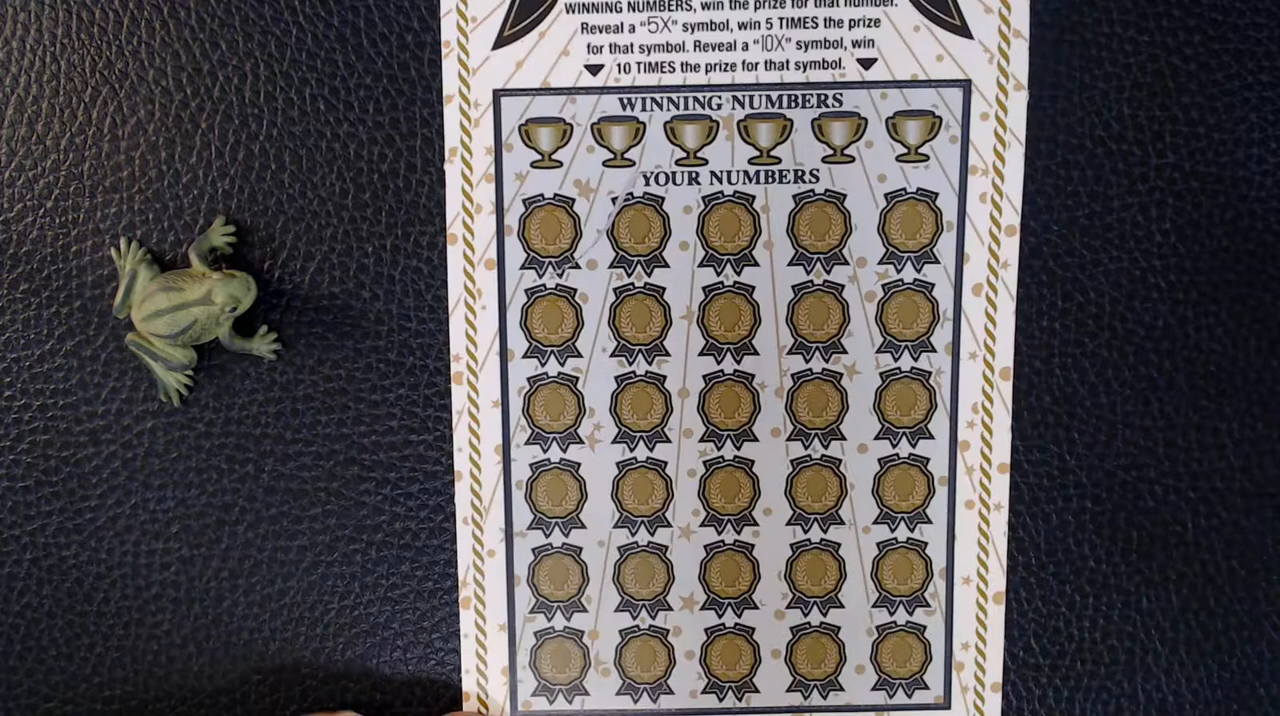 WINNING NUMBERS, win the prize for that number.
Reveal a "5X" symbol, win 5 TIMES the prize
for that symbol. Reveal a "10X" symbol, win
10 TIMES the prize for that symbol.
WINNING NUMBERS
YOUR NUMBERS